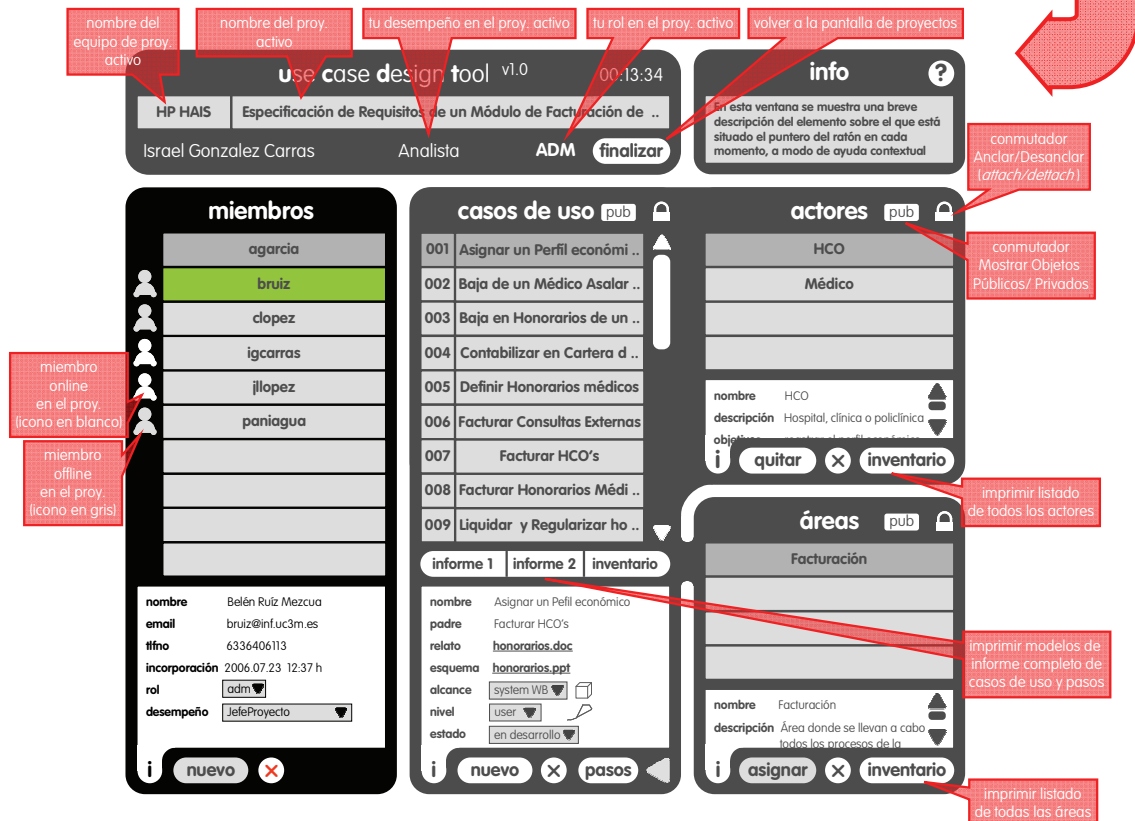 nombre del
equipo de proy.
activo
nombre del proy.
activo
tu desempeño en el proy. activo
tu rol en el proy. activo
volver a la pantalla de proyectos
use case design tool v1.0
00:13:34
HP HAIS
Especificación de Requisitos de un Módulo de Facturación de ..
Israel Gonzalez Carras
Analista
ADM
finalizar
info
?
En esta ventana se muestra una breve
descripción del elemento sobre el que está
situado el puntero del ratón en cada
momento, a modo de ayuda contextual
conmutador
Anclar/Desanclar
(attach/dettach)
conmutador
Mostrar Objetos
Públicos/ Privados
miembros
agarcia
bruiz
clopez
igcarras
jllopez
paniagua
miembro
online
en el proy.
(icono en blanco)
miembro
offline
en el proy.
(icono en gris)
nombre Belén Ruíz Mezcua
email bruiz@inf.uc3m.es
tlfno 6336406113
incorporación 2006.07.23 12:37 h
rol adm
desempeño JefeProyecto
i nuevo
casos de uso pub
001 Asignar un Perfil económi ..
002 Baja de un Médico Asalar ..
003 Baja en Honorarios de un ..
004 Contabilizar en Cartera d ..
005 Definir Honorarios médicos
006 Facturar Consultas Externas
007 Facturar HCO's
008 Facturar Honorarios Médi ..
009 Liquidar y Regularizar ho ..
informe 1 informe 2 inventario
nombre Asignar un Pefil económico
padre Facturar HCO's
relato honorarios.doc
esquema honorarios.ppt
alcance system WB
nivel user
estado en desarrollo
i nuevo pasos
actores pub
HCO
Médico
nombre HCO
descripción Hospital, clínica o policlínica
i quitar inventario
imprimir listado
de todos los actores
áreas pub
Facturación
imprimir modelos de
informe completo de
casos de uso y pasos
nombre Facturación
descripción Área donde se llevan a cabo
todos los procesos de la
i asignar inventario
imprimir listado
de todas las áreas